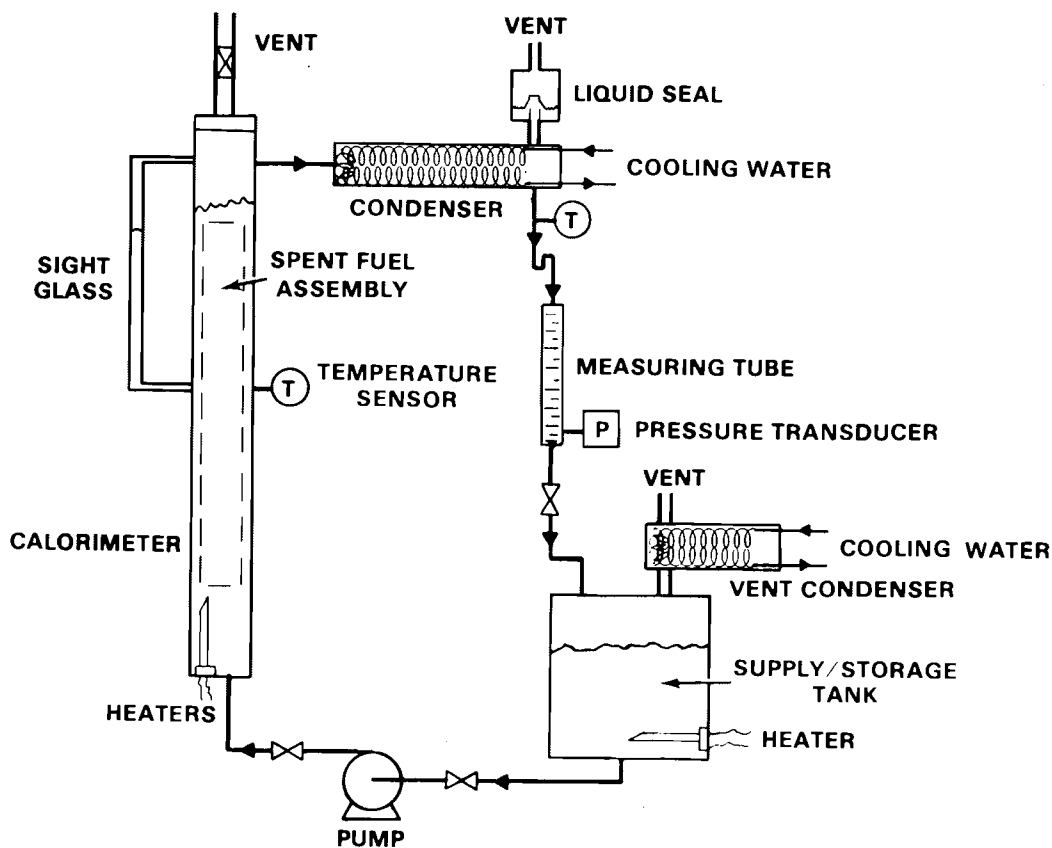 VENT
VENT
LIQUID SEAL
COOLING WATER
CONDENSER
T
SIGHT
GLASS
SPENT FUEL
ASSEMBLY
MEASURING TUBE
T
TEMPERATURE
SENSOR
P
PRESSURE TRANSDUCER
VENT
CALORIMETER
COOLING WATER
VENT CONDENSER
SUPPLY/STORAGE
TANK
HEATERS
HEATER
PUMP